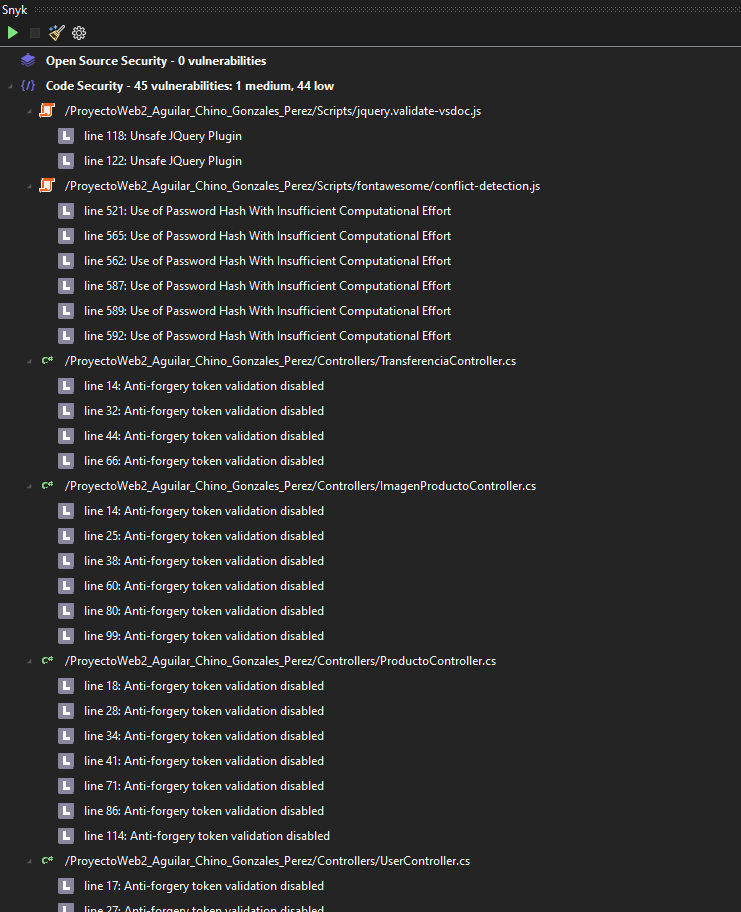 Snyk
Open Source Security - 0 vulnerabilities
Code Security - 45 vulnerabilities: 1 medium, 44 low
/ProyectoWeb2_Aguilar_Chino_Gonzales_Perez/Scripts/jquery.validate-vsdoc.js
L line 118: Unsafe JQuery Plugin
L line 122: Unsafe JQuery Plugin
/ProyectoWeb2_Aguilar_Chino_Gonzales_Perez/Scripts/fontawesome/conflict-detection.js
L line 521: Use of Password Hash With Insufficient Computational Effort
L line 565: Use of Password Hash With Insufficient Computational Effort
L line 562: Use of Password Hash With Insufficient Computational Effort
L line 587: Use of Password Hash With Insufficient Computational Effort
L line 589: Use of Password Hash With Insufficient Computational Effort
L line 592: Use of Password Hash With Insufficient Computational Effort
C# /ProyectoWeb2_Aguilar_Chino_Gonzales_Perez/Controllers/TransferenciaController.cs
L line 14: Anti-forgery token validation disabled
L line 32: Anti-forgery token validation disabled
L line 44: Anti-forgery token validation disabled
L line 66: Anti-forgery token validation disabled
C# /ProyectoWeb2_Aguilar_Chino_Gonzales_Perez/Controllers/ImagenProductoController.cs
L line 14: Anti-forgery token validation disabled
L line 25: Anti-forgery token validation disabled
L line 38: Anti-forgery token validation disabled
L line 60: Anti-forgery token validation disabled
L line 80: Anti-forgery token validation disabled
L line 99: Anti-forgery token validation disabled
C# /ProyectoWeb2_Aguilar_Chino_Gonzales_Perez/Controllers/ProductoController.cs
L line 18: Anti-forgery token validation disabled
L line 28: Anti-forgery token validation disabled
L line 34: Anti-forgery token validation disabled
L line 41: Anti-forgery token validation disabled
L line 71: Anti-forgery token validation disabled
L line 86: Anti-forgery token validation disabled
L line 114: Anti-forgery token validation disabled
C# /ProyectoWeb2_Aguilar_Chino_Gonzales_Perez/Controllers/UserController.cs
L line 17: Anti-forgery token validation disabled
L line 27: Anti-forgery token validation disabled